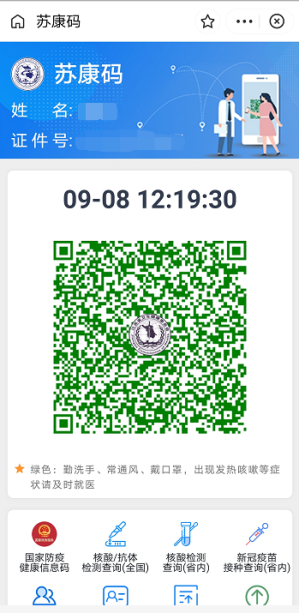 苏康码
苏康码
姓 名:
证件号:
09-08 12:19:30
绿色：勤洗手、常通风、戴口罩，出现发热咳嗽等症
状请及时就医
国家防疫
健康信息码
核酸/抗体
检测查询(全国)
核酸检测
查询(省内)
新冠疫苗
接种查询(省内)